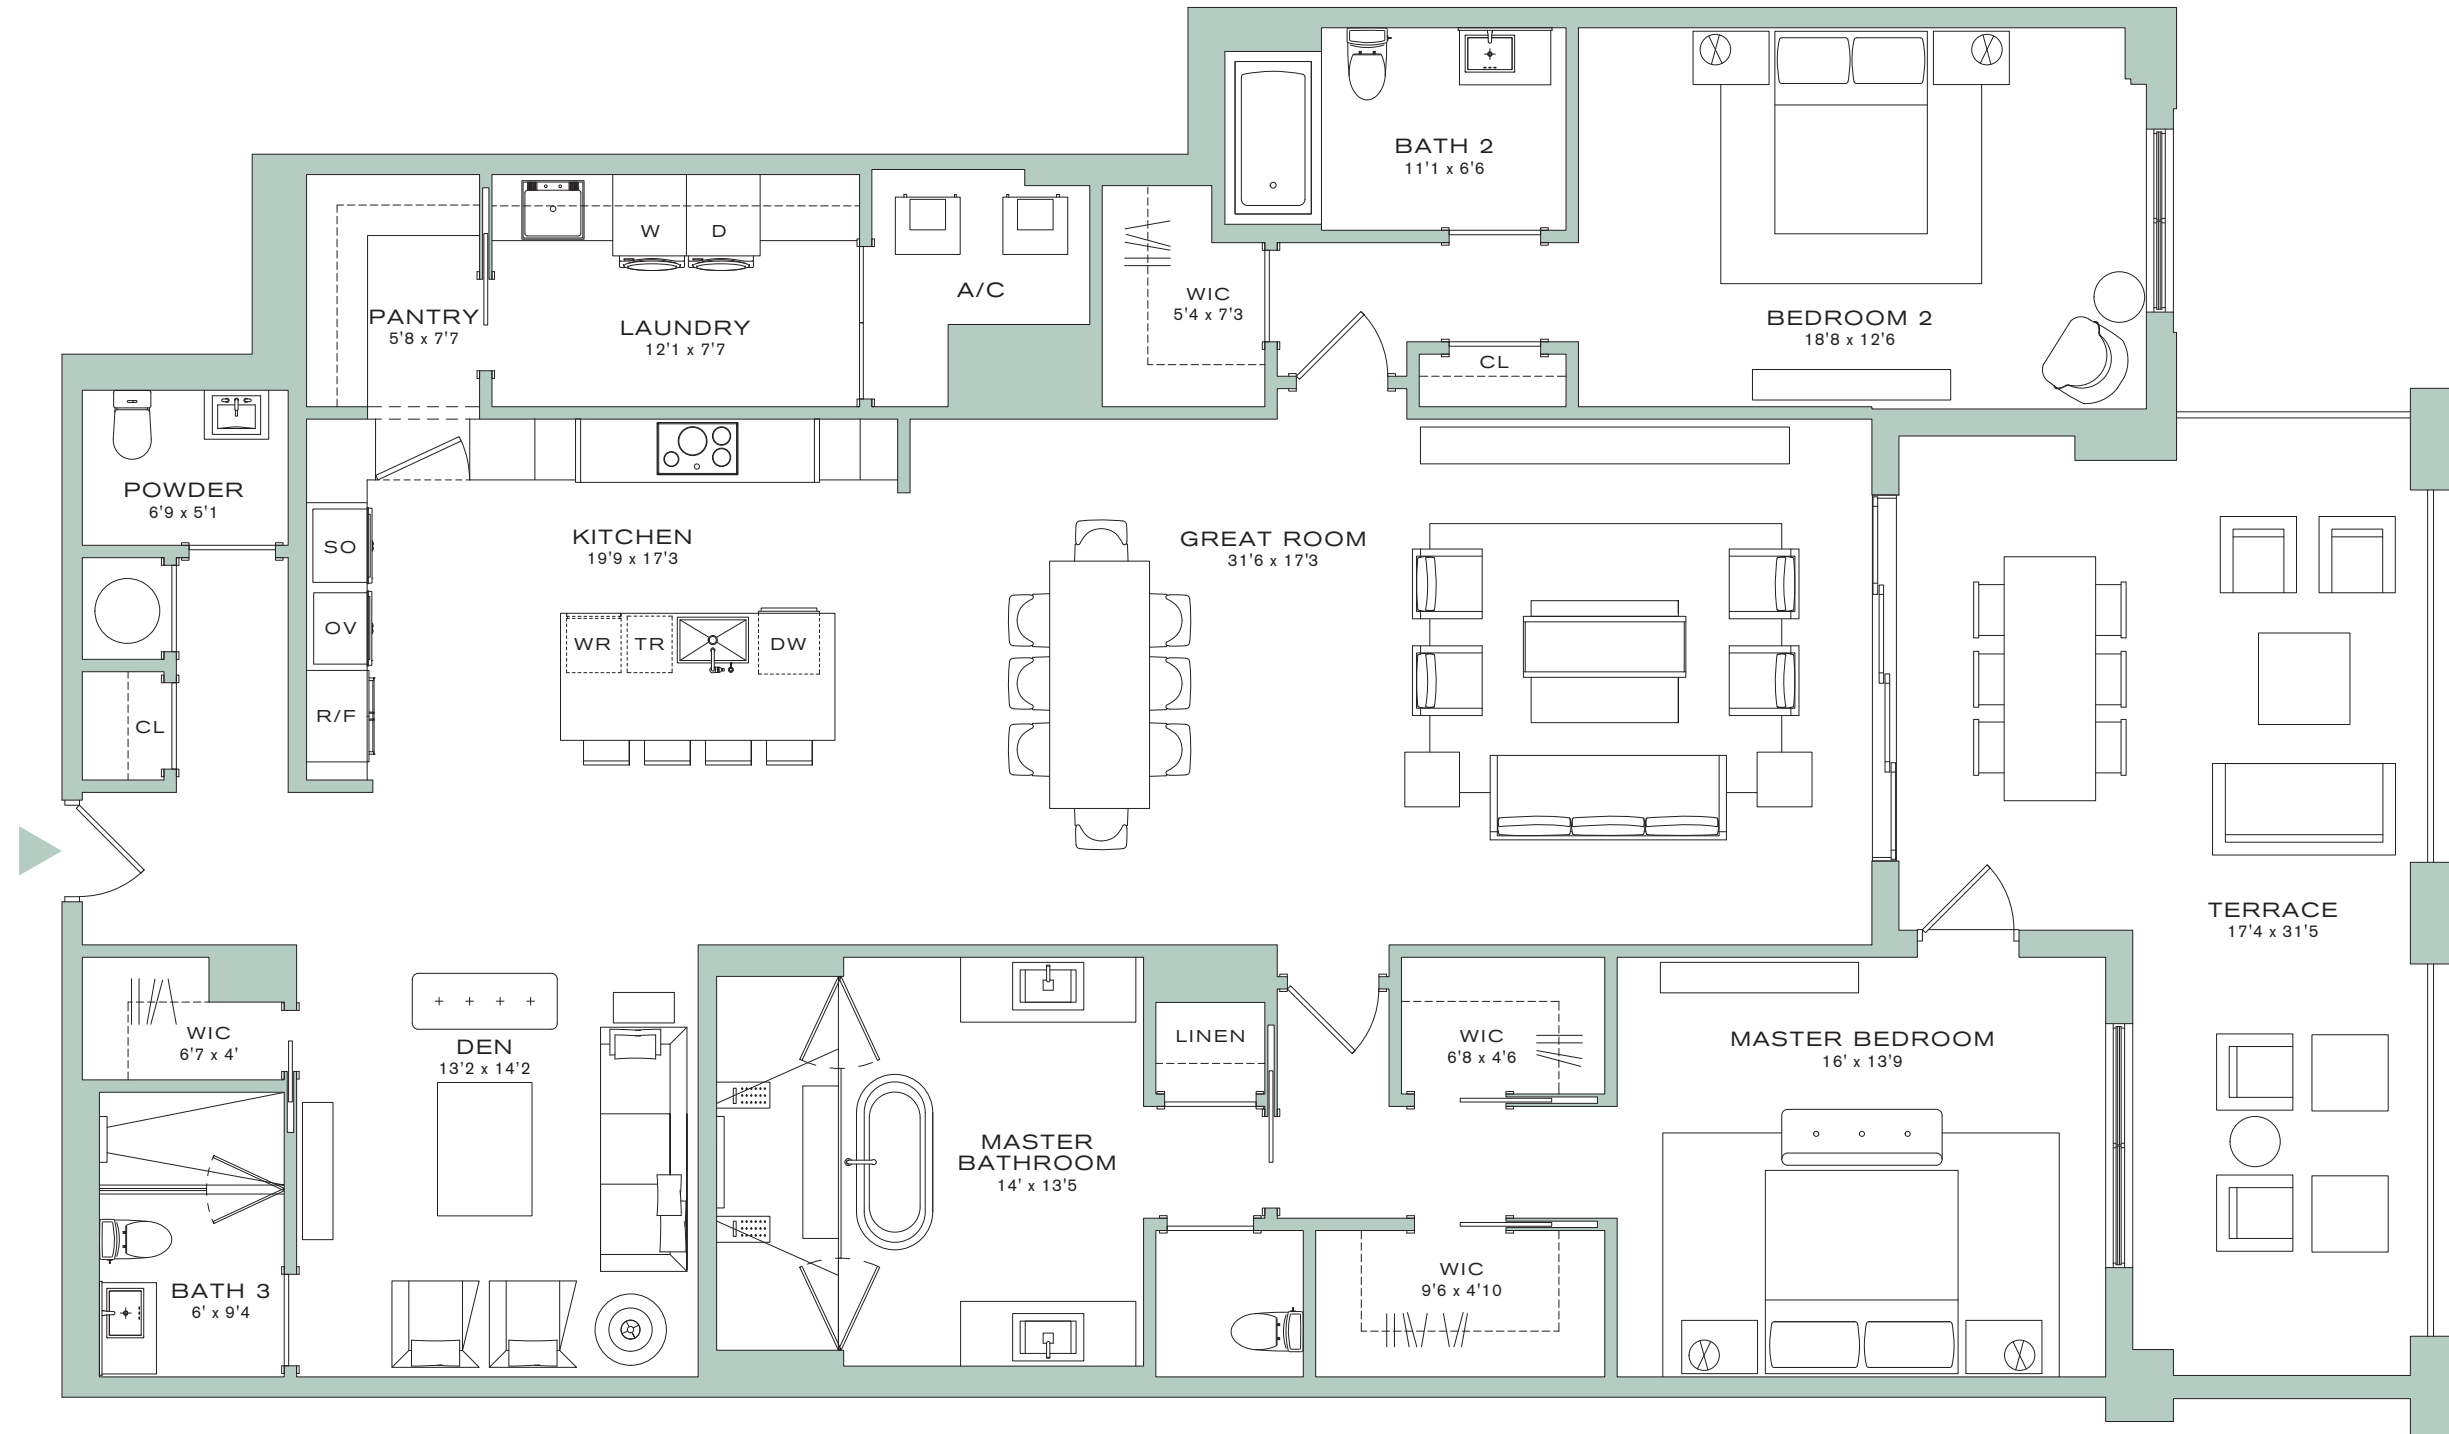 BATH 2
11'1 x 6'6
W
D
A/C
WIC
5'4 x 7'3
BEDROOM 2
18'8 x 12'6
PANTRY
5'8 x 7'7
LAUNDRY
12'1 x 7'7
CL
POWDER
6'9 x 5'1
SO
KITCHEN
19'9 x 17'3
GREAT ROOM
31'6 x 17'3
OV
WR
TR
DW
R/F
CL
TERRACE
17'4 x 31'5
WIC
6'7 x 4'
DEN
13'2 x 14'2
LINEN
WIC
6'8 x 4'6
MASTER BEDROOM
16' x 13'9
MASTER
BATHROOM
14' x 13'5
BATH 3
6' x 9'4
WIC
9'6 x 4'10